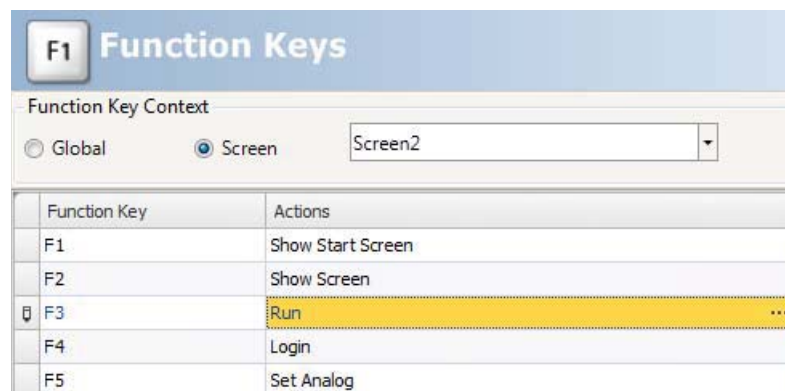 F1 Function Keys
Function Key Context
Global Screen Screen2
Function Key Actions
F1 Show Start Screen
F2 Show Screen
F3 Run ...
F4 Login
F5 Set Analog